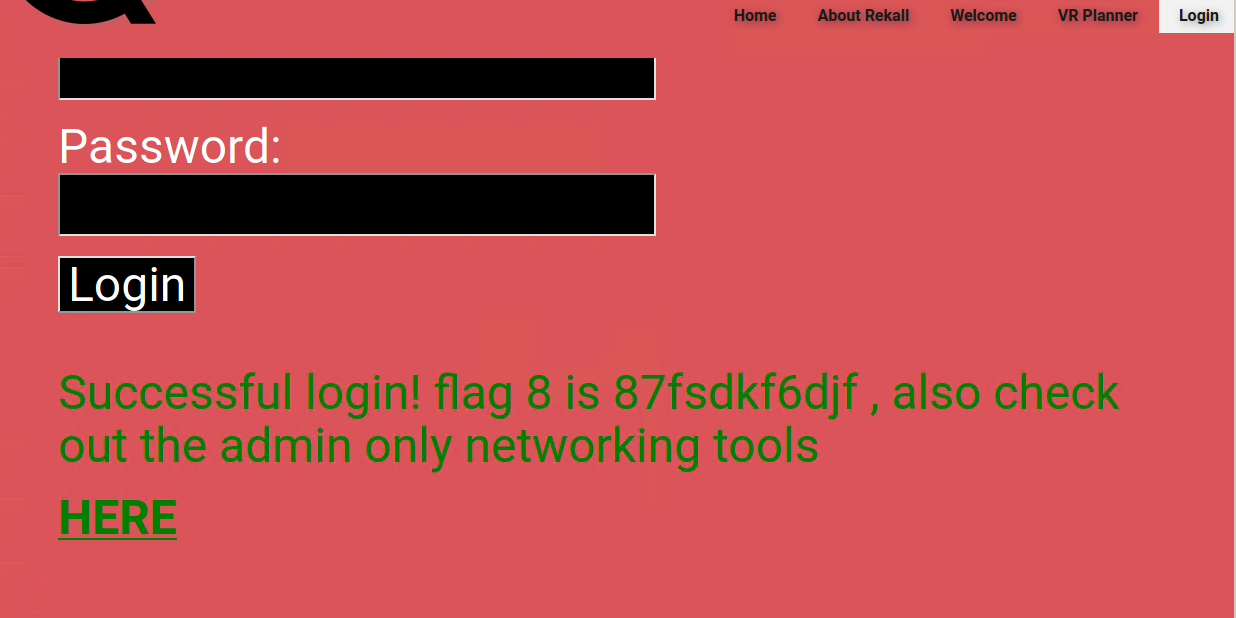 Home About Rekall Welcome VR Planner Login
Password:
Login
Successful login! flag 8 is 87fsdkf6djf , also check
out the admin only networking tools
HERE